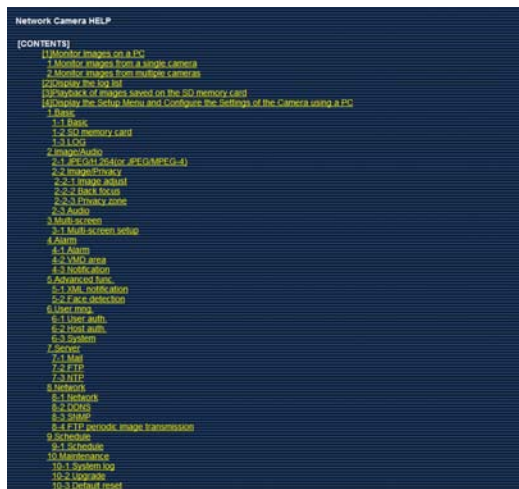 Network Camera HELP
[CONTENTS]
[1]Monitor images on a PC
1.Monitor images from a single camera
2.Monitor images from multiple cameras
[2]Display the log list
[3]Playback of images saved on the SD memory card
[4]Display the Setup Menu and Configure the Settings of the Camera using a PC
1.Basic
1-1 Basic
1-2 SD memory card
1-3 LOG
2.Image/Audio
2-1 JPEG/H.264(or JPEG/MPEG-4)
2-2 Image/Privacy
2-2-1 Image adjust
2-2-2 Back focus
2-2-3 Privacy zone
2-3 Audio
3.Multi-screen
3-1 Multi-screen setup
4.Alarm
4-1 Alarm
4-2 VMD area
4-3 Notification
5.Advanced func.
5-1 XML notification
5-2 Face detection
6.User mng.
6-1 User auth.
6-2 Host auth.
6-3 System
7.Server
7-1 Mail
7-2 FTP
7-3 NTP
8.Network
8-1 Network
8-2 DDNS
8-3 SNMP
8-4 FTP periodic image transmission
9.Schedule
9-1 Schedule
10.Maintenance
10-1 System log
10-2 Upgrade
10-3 Default reset